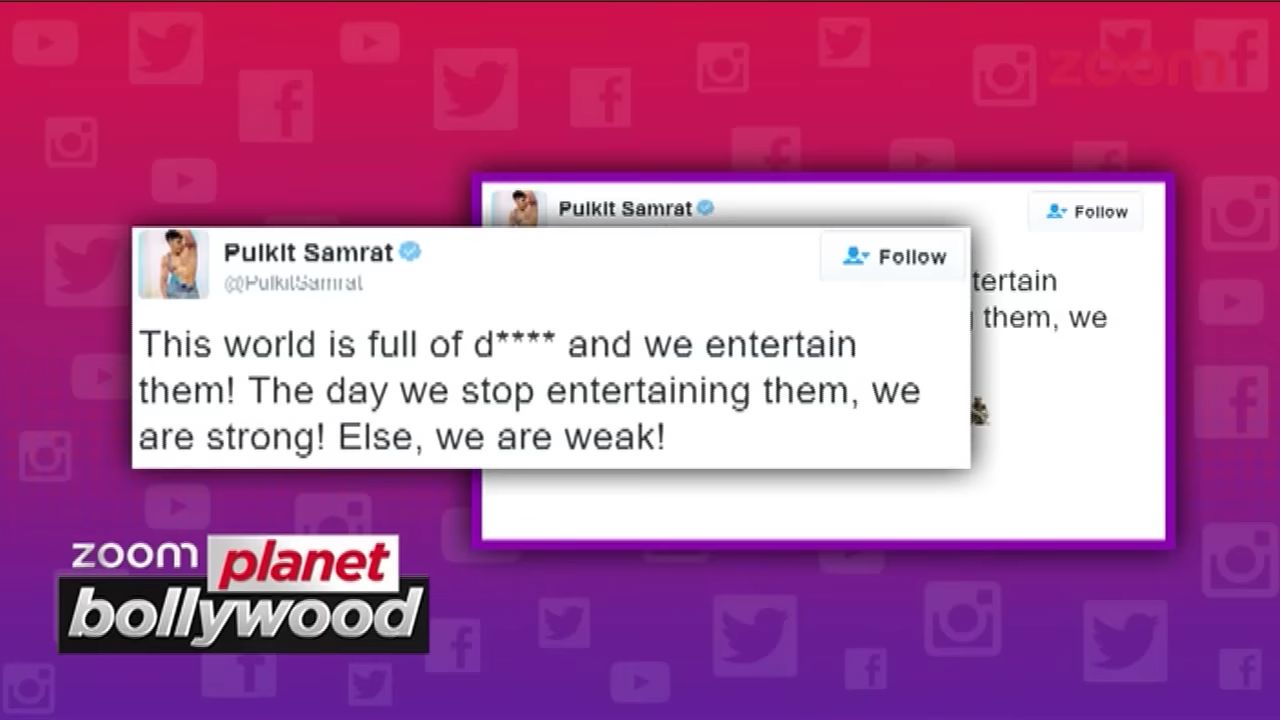 zoom
Pulkit Samrat
Follow
Pulkit Samrat
@PulkitSamrat
Follow
This world is full of d**** and we entertain
them! The day we stop entertaining them, we
are strong! Else, we are weak!
tertain
them, we
zoom planet
bollywood